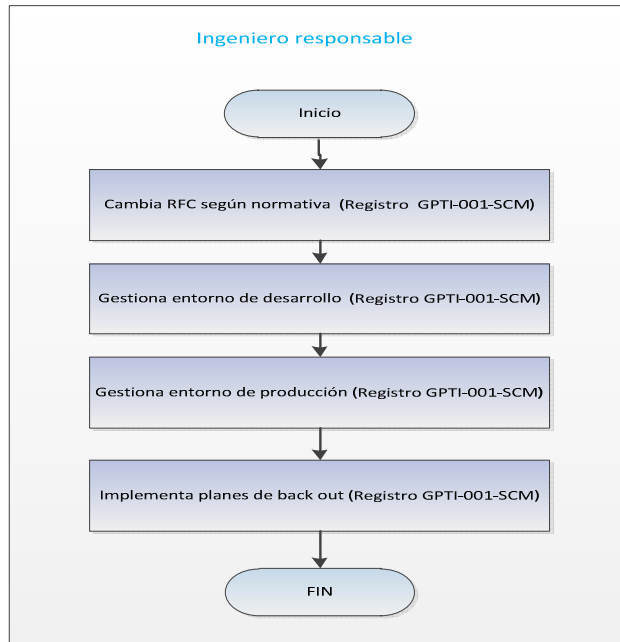 Ingeniero responsable
Inicio
Cambia RFC según normativa (Registro GPTI-001-SCM)
Gestiona entorno de desarrollo (Registro GPTI-001-SCM)
Gestiona entorno de producción (Registro GPTI-001-SCM)
Implementa planes de back out (Registro GPTI-001-SCM)
FIN